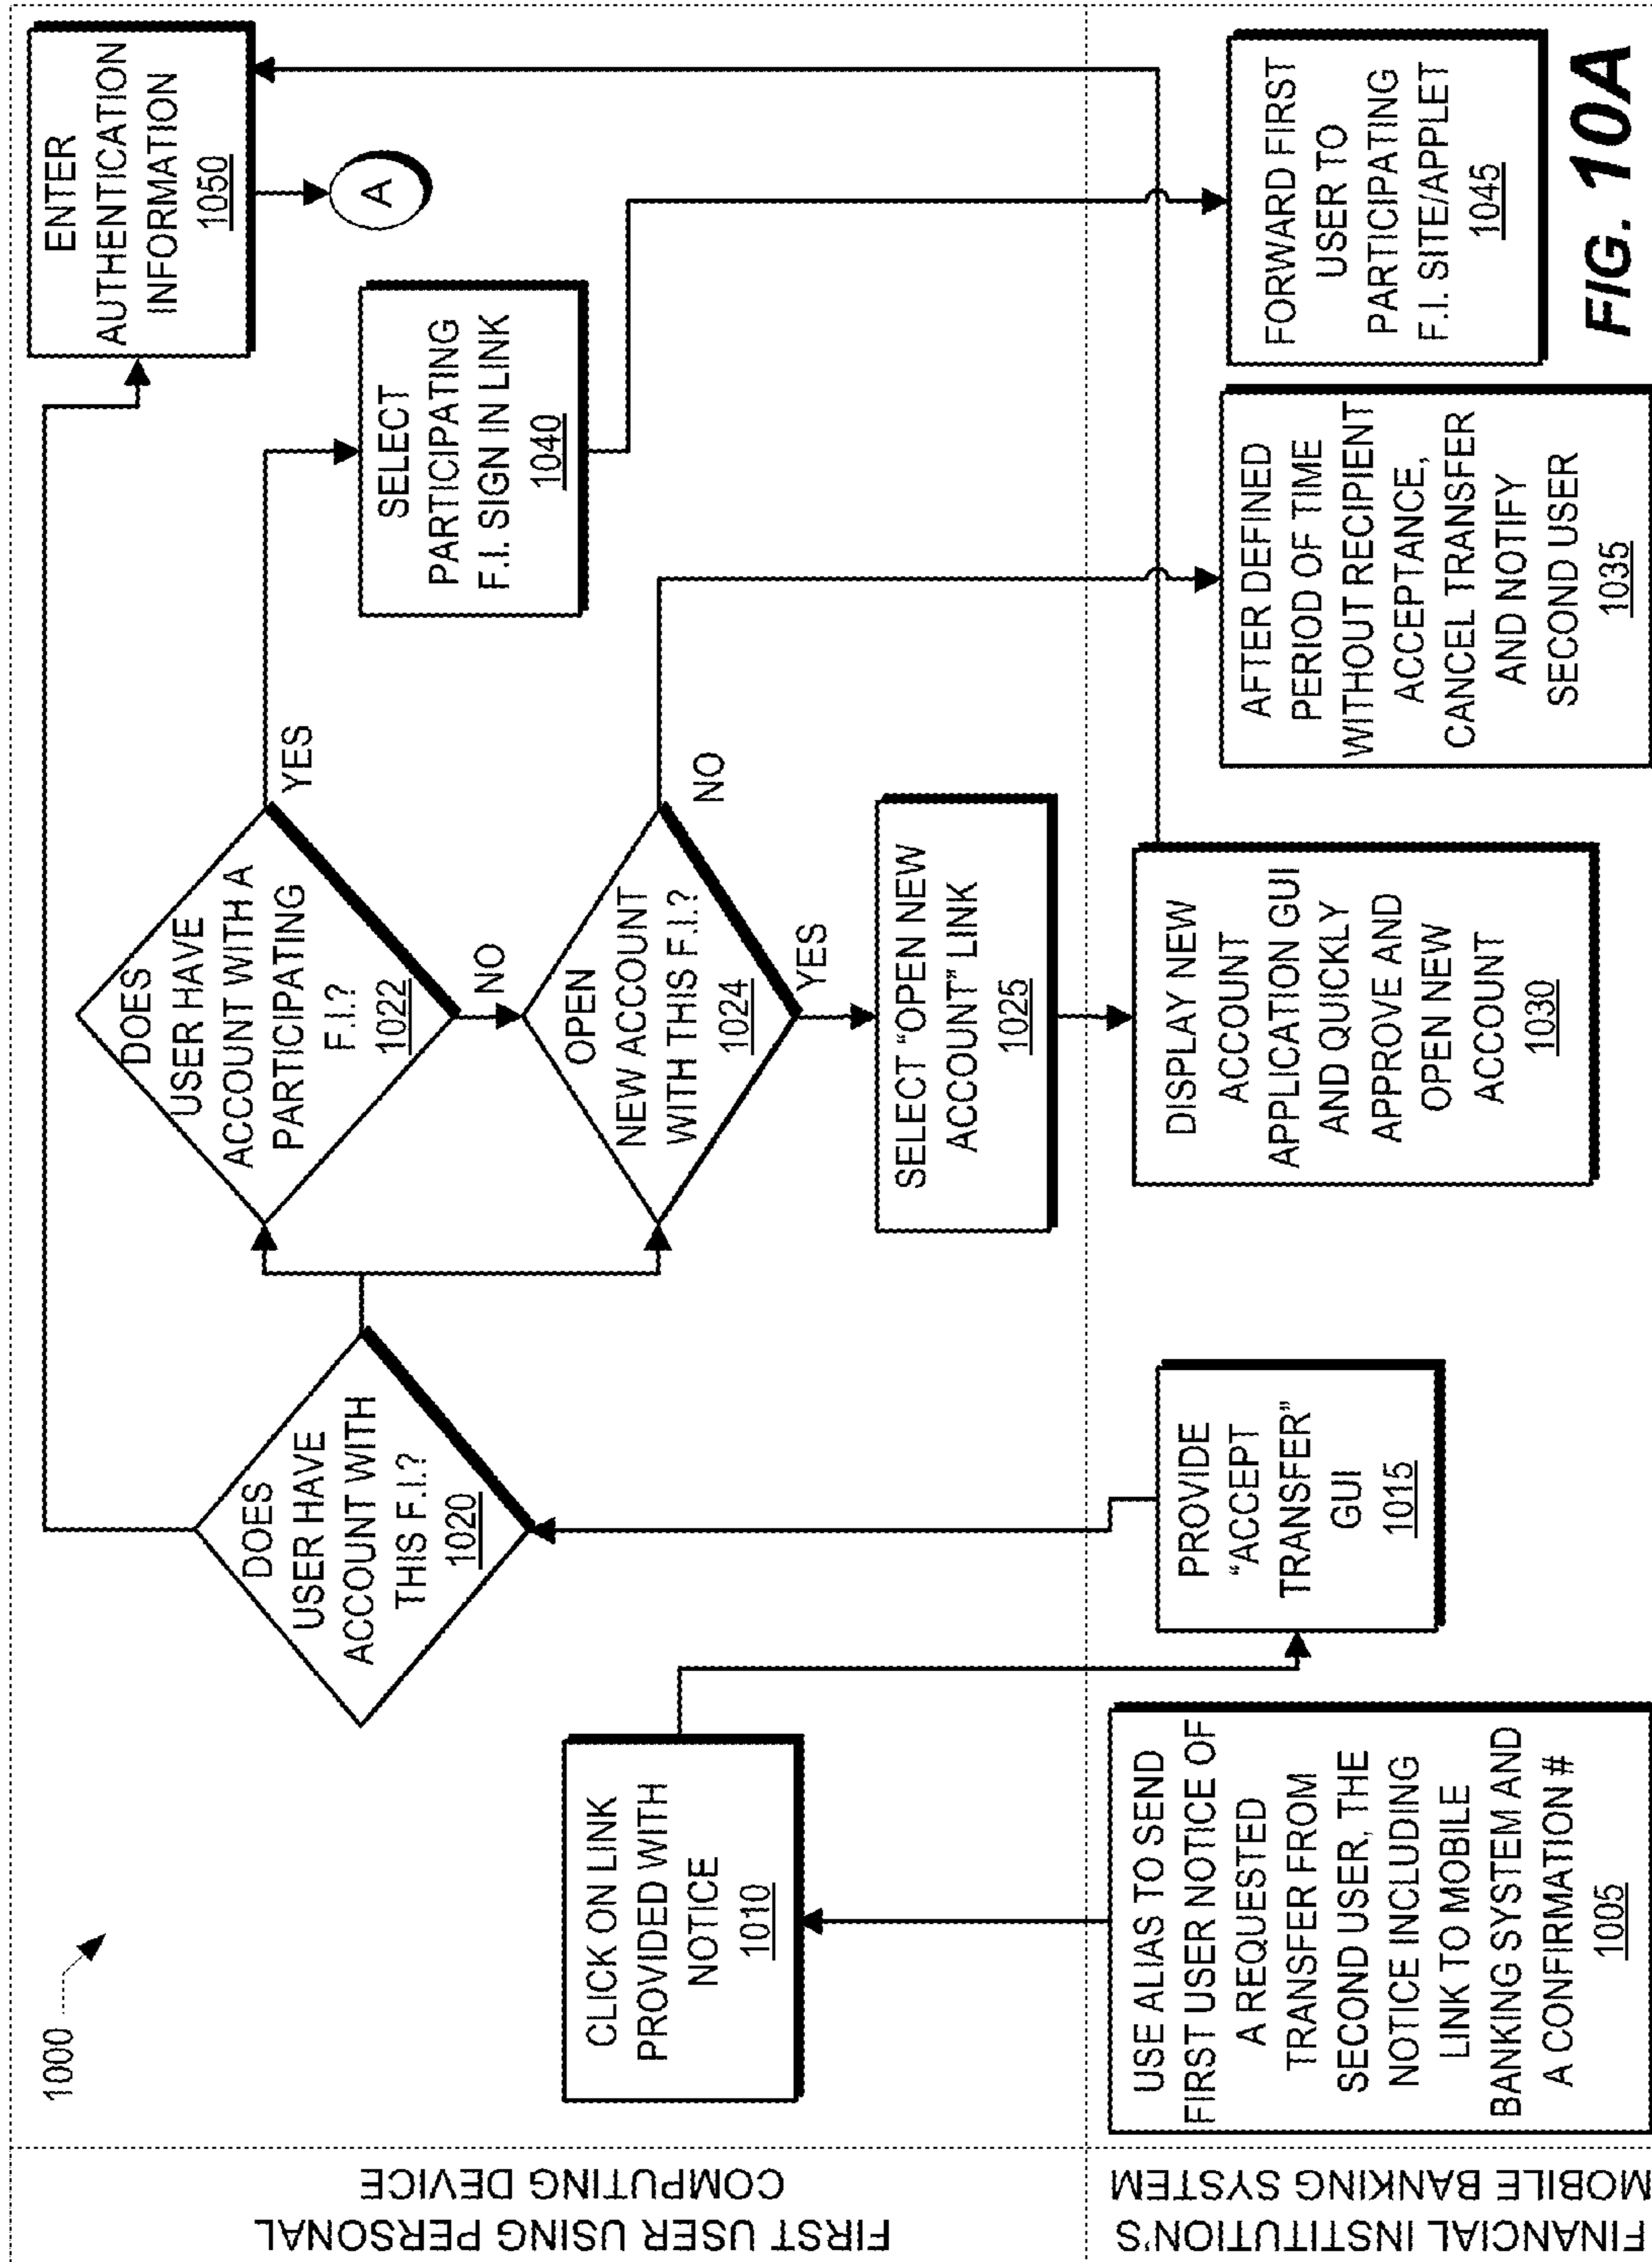 1000
FIRST USER USING PERSONAL
COMPUTING DEVICE
FINANCIAL INSTITUTION'S
MOBILE BANKING SYSTEM
USE ALIAS TO SEND
FIRST USER NOTICE OF
A REQUESTED
TRANSFER FROM
SECOND USER, THE
NOTICE INCLUDING
LINK TO MOBILE
BANKING SYSTEM AND
A CONFIRMATION #
1005
CLICK ON LINK
PROVIDED WITH
NOTICE
1010
PROVIDE
“ACCEPT
TRANSFER”
GUI
1015
DOES
USER HAVE
ACCOUNT WITH
THIS F.I.?
1020
DOES
USER HAVE
ACCOUNT WITH A
PARTICIPATING
F.I.?
1022
YES
NO
OPEN
NEW ACCOUNT
WITH THIS F.I.?
1024
NO
YES
SELECT “OPEN NEW
ACCOUNT” LINK
1025
DISPLAY NEW
ACCOUNT
APPLICATION GUI
AND QUICKLY
APPROVE AND
OPEN NEW
ACCOUNT
1030
AFTER DEFINED
PERIOD OF TIME
WITHOUT RECIPIENT
ACCEPTANCE,
CANCEL TRANSFER
AND NOTIFY
SECOND USER
1035
SELECT
PARTICIPATING
F.I. SIGN IN LINK
1040
FORWARD FIRST
USER TO
PARTICIPATING
F.I. SITE/APPLET
1045
ENTER
AUTHENTICATION
INFORMATION
1050
A
FIG. 10A